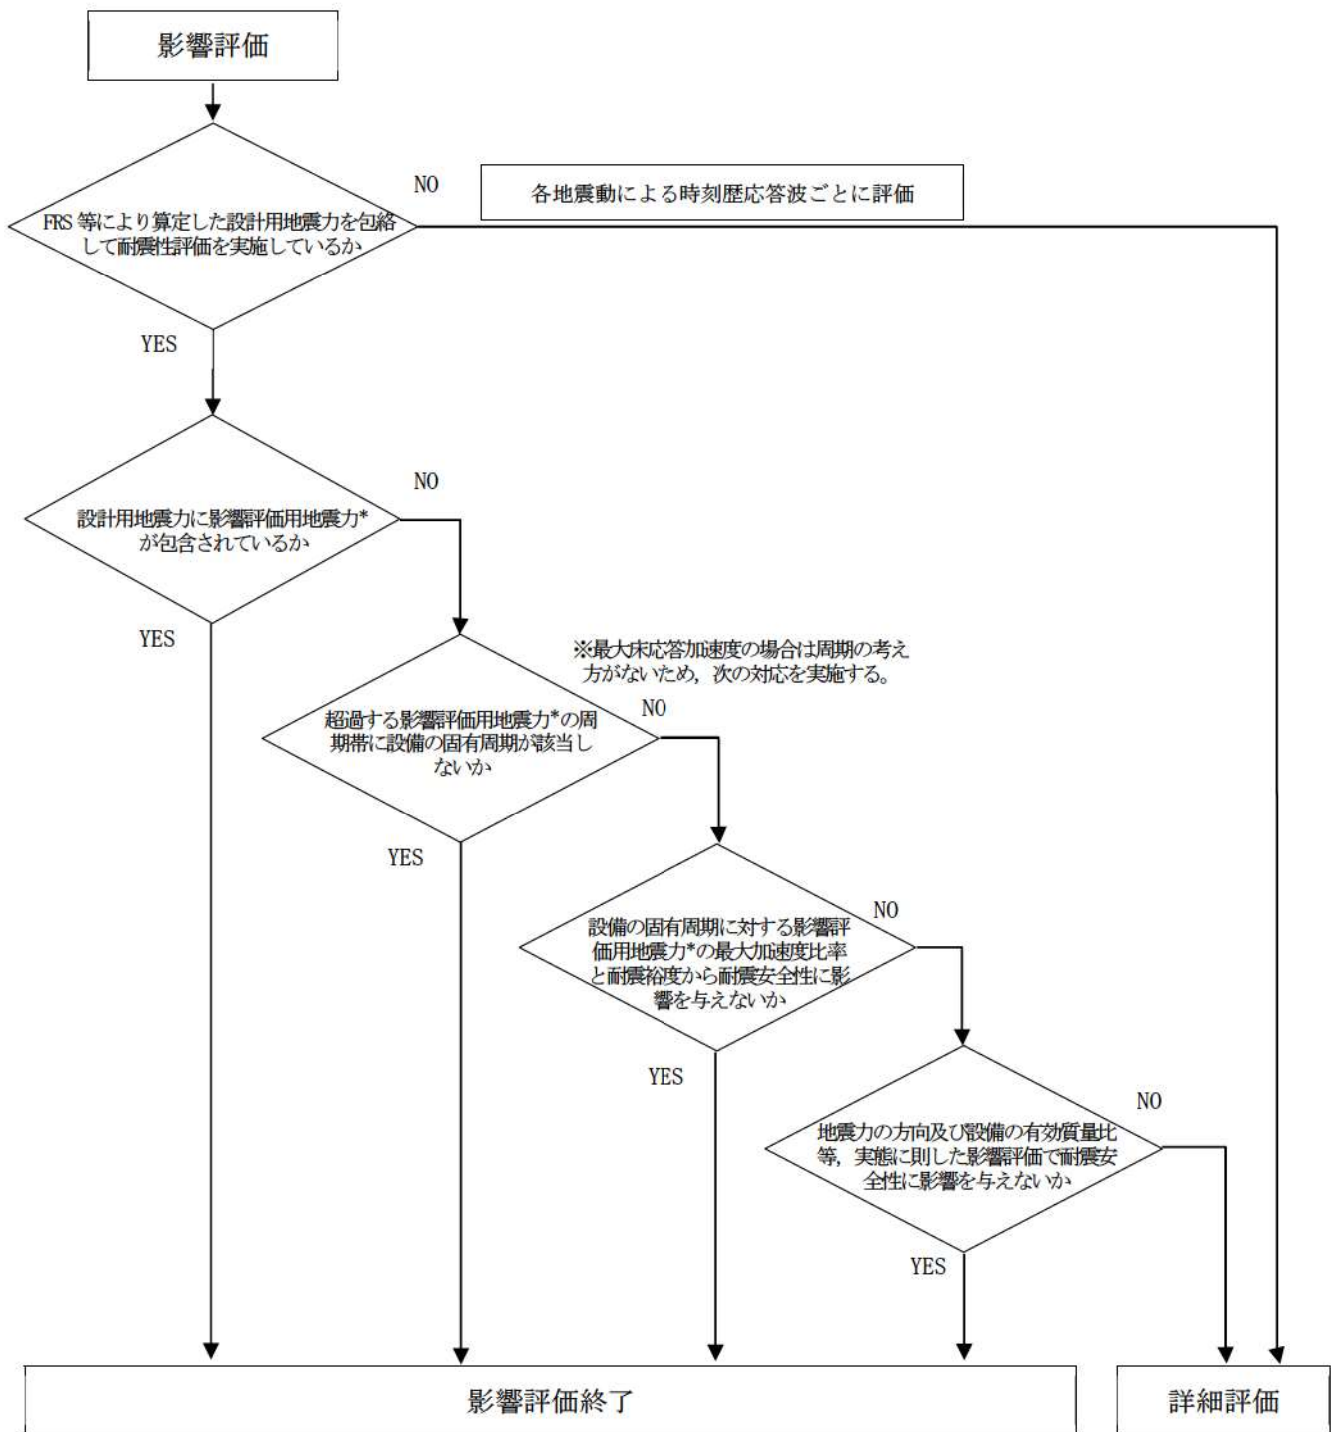 影響評価
NO
各地震動による時刻歴応答波ごとに評価
FRS 等により算定した設計用地震力を包絡
して耐震性評価を実施しているか
YES
NO
設計用地震力に影響評価用地震力*
が包含されているか
YES
※最大床応答加速度の場合は周期の考え
方がないため，次の対応を実施する。
NO
超過する影響評価用地震力*の周
期帯に設備の固有周期が該当し
ないか
YES
NO
設備の固有周期に対する影響評
価用地震力*の最大加速度比率
と耐震裕度から耐震安全性に影
響を与えないか
YES
NO
地震力の方向及び設備の有効質量比
等，実態に則した影響評価で耐震安
全性に影響を与えないか
YES
影響評価終了
詳細評価